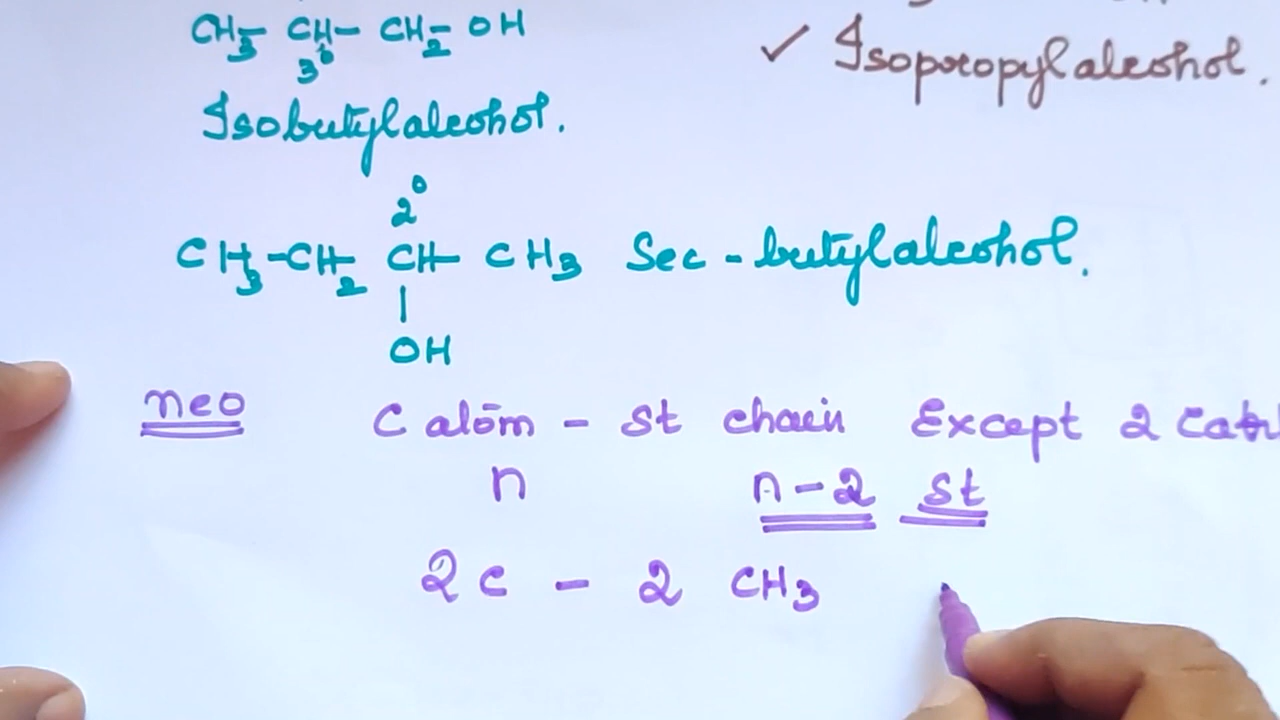 CH3- CH- CH2- OH
3°
✓ Isopropylalcohol.
Isobutylalcohol.
2°
CH3-CH2 CH- CH3 Sec-butylalcohol.
|
OH
neo C atom - St chain Except 2
n n-2 St
2C - 2 CH3